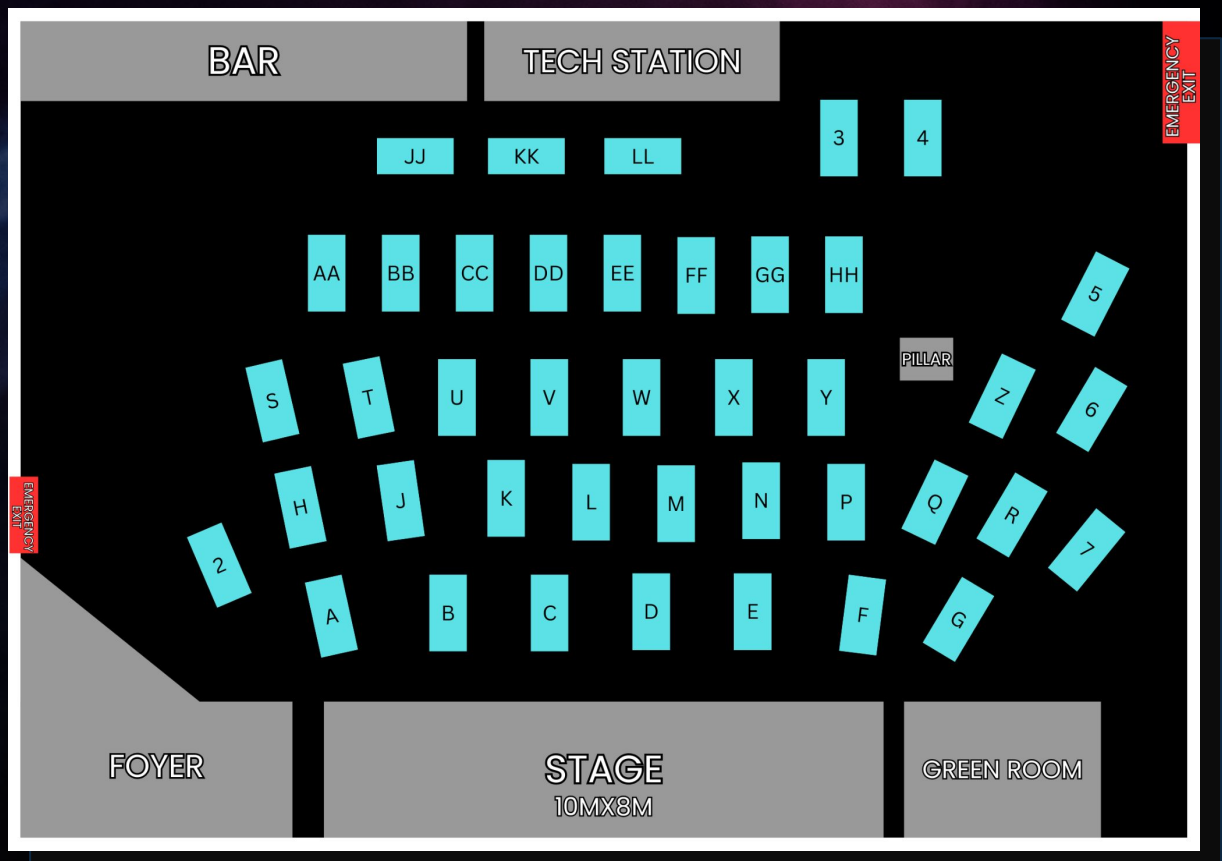 BAR
TECH STATION
EMERGENCY
EXIT
3
4
JJ
KK
LL
AA
BB
CC
DD
EE
FF
GG
HH
5
PILLAR
S
T
U
V
W
X
Y
Z
6
EMERGENCY
EXIT
H
J
K
L
M
N
P
Q
R
7
2
A
B
C
D
E
F
G
FOYER
STAGE
10MX8M
GREEN ROOM